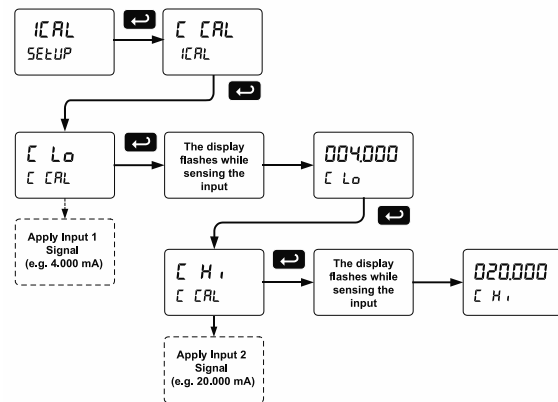 ICAL
SEtUP
C CAL
ICAL
C Lo
C CAL
The display
flashes while
sensing the
input
004.000
C Lo
Apply Input 1
Signal
(e.g. 4.000 mA)
C Hi
C CAL
The display
flashes while
sensing the
input
020.000
C Hi
Apply Input 2
Signal
(e.g. 20.000 mA)